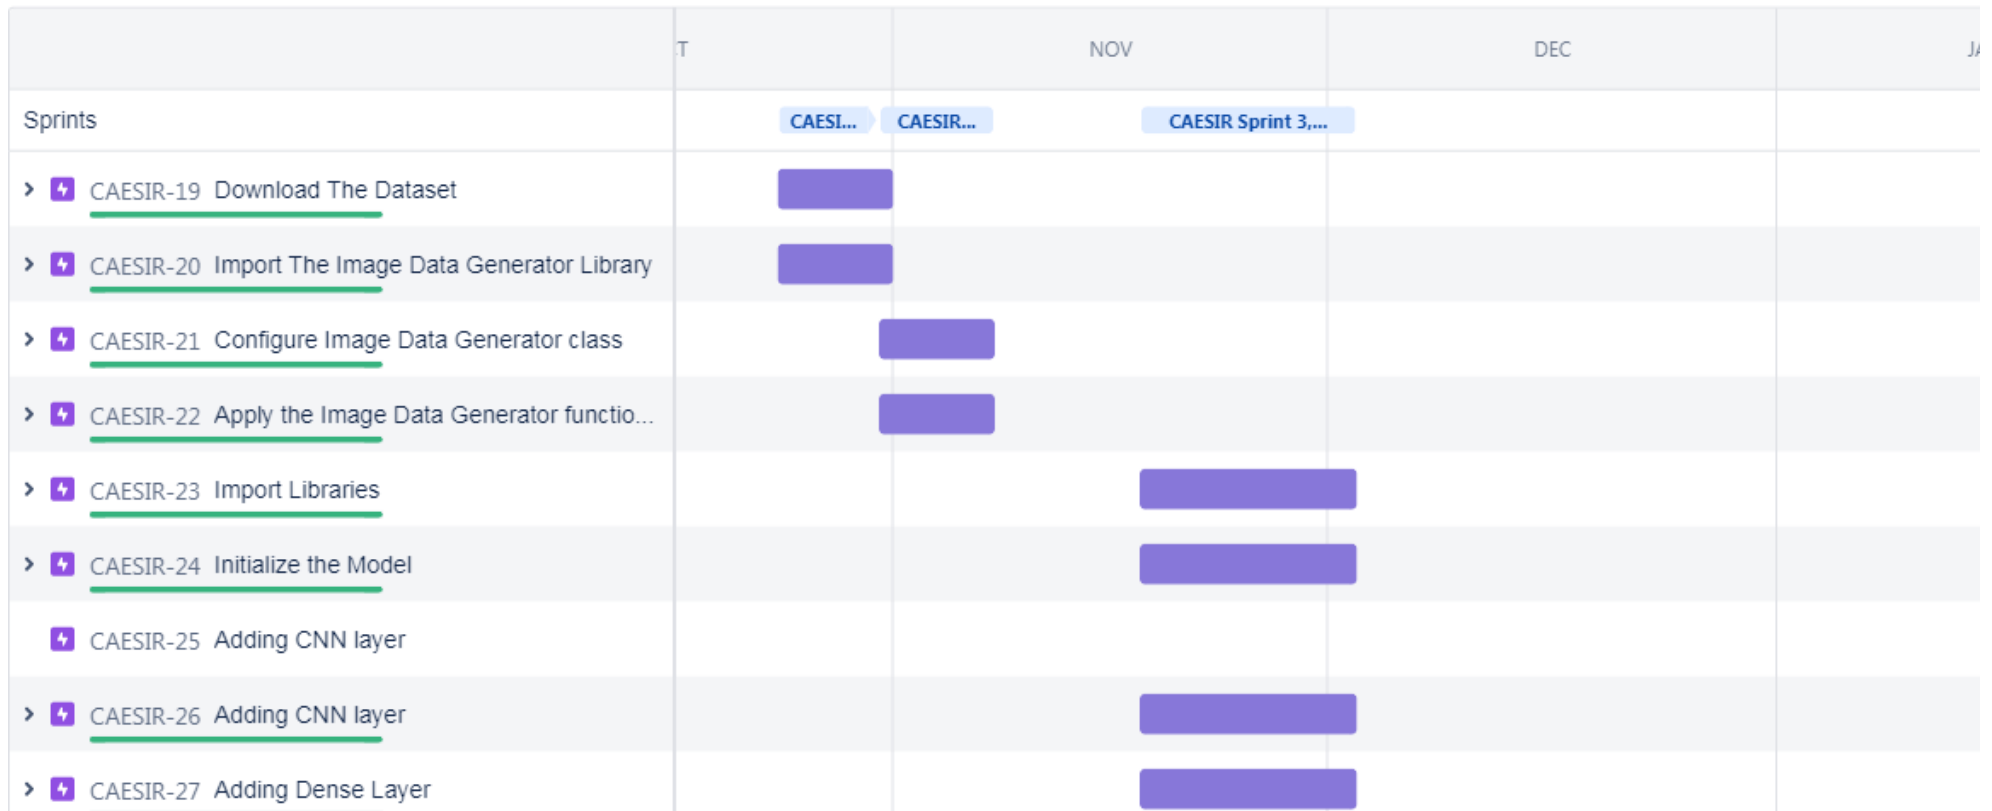 T NOV DEC JA
Sprints CAESI... CAESIR... CAESIR Sprint 3,...
CAESIR-19 Download The Dataset
CAESIR-20 Import The Image Data Generator Library
CAESIR-21 Configure Image Data Generator class
CAESIR-22 Apply the Image Data Generator functio...
CAESIR-23 Import Libraries
CAESIR-24 Initialize the Model
CAESIR-25 Adding CNN layer
CAESIR-26 Adding CNN layer
CAESIR-27 Adding Dense Layer